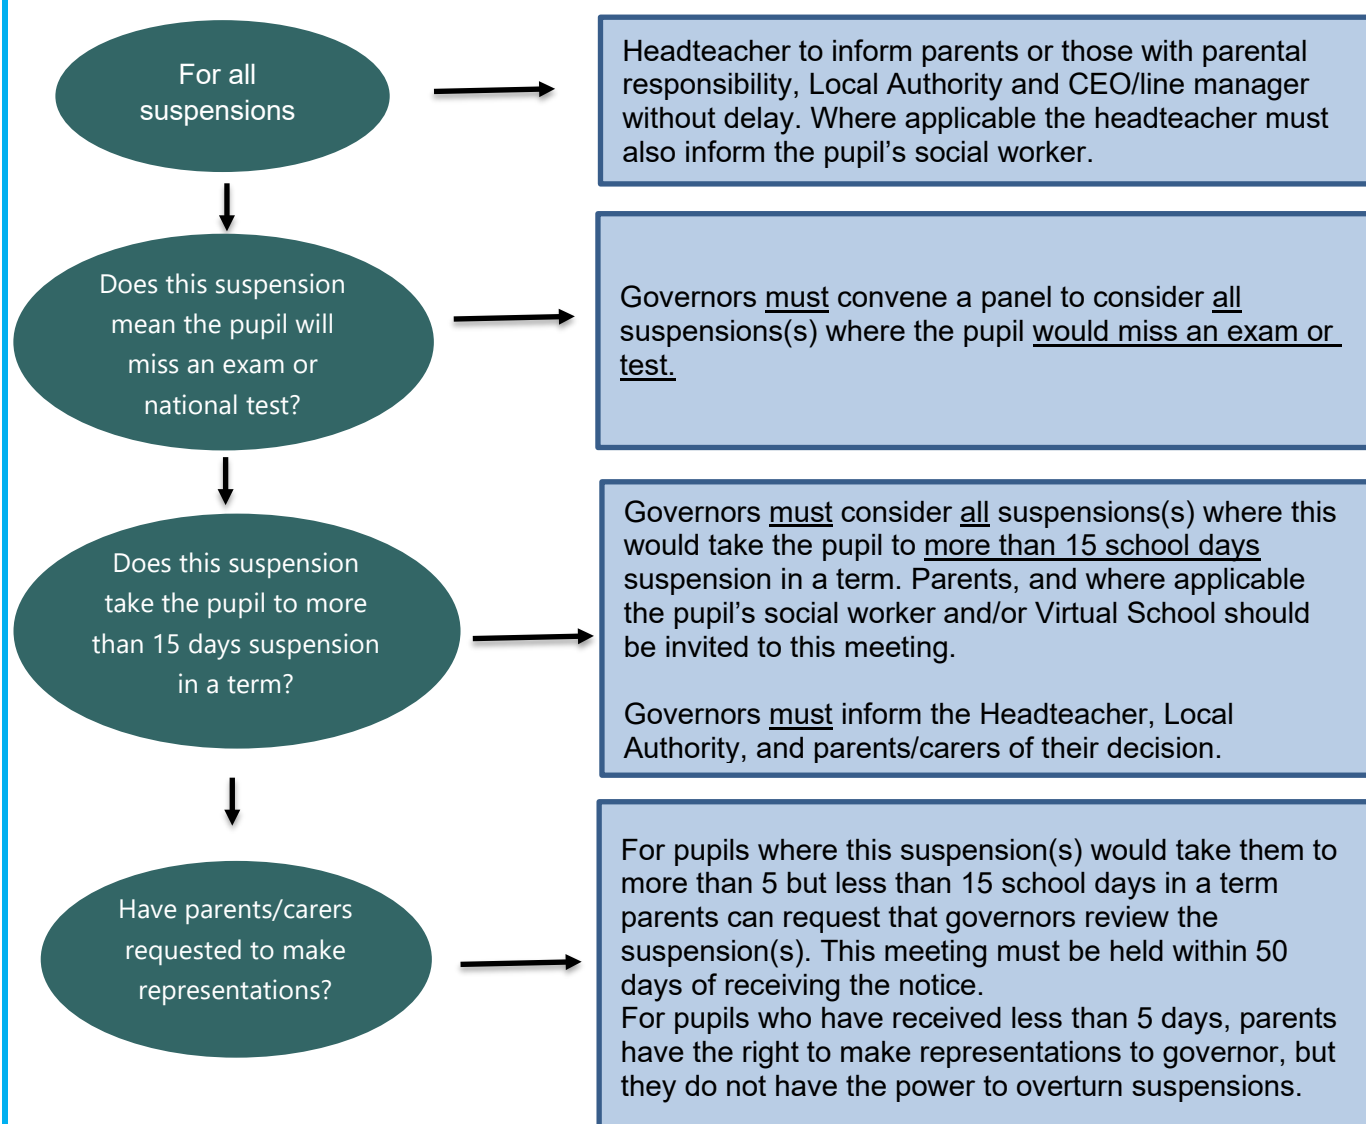 For all
suspensions
Headteacher to inform parents or those with parental
responsibility, Local Authority and CEO/line manager
without delay. Where applicable the headteacher must
also inform the pupil’s social worker.
Does this suspension
mean the pupil will
miss an exam or
national test?
Governors must convene a panel to consider all
suspensions(s) where the pupil would miss an exam or
test.
Does this suspension
take the pupil to more
than 15 days suspension
in a term?
Governors must consider all suspensions(s) where this
would take the pupil to more than 15 school days
suspension in a term. Parents, and where applicable
the pupil’s social worker and/or Virtual School should
be invited to this meeting.
Governors must inform the Headteacher, Local
Authority, and parents/carers of their decision.
Have parents/carers
requested to make
representations?
For pupils where this suspension(s) would take them to
more than 5 but less than 15 school days in a term
parents can request that governors review the
suspension(s). This meeting must be held within 50
days of receiving the notice.
For pupils who have received less than 5 days, parents
have the right to make representations to governor, but
they do not have the power to overturn suspensions.